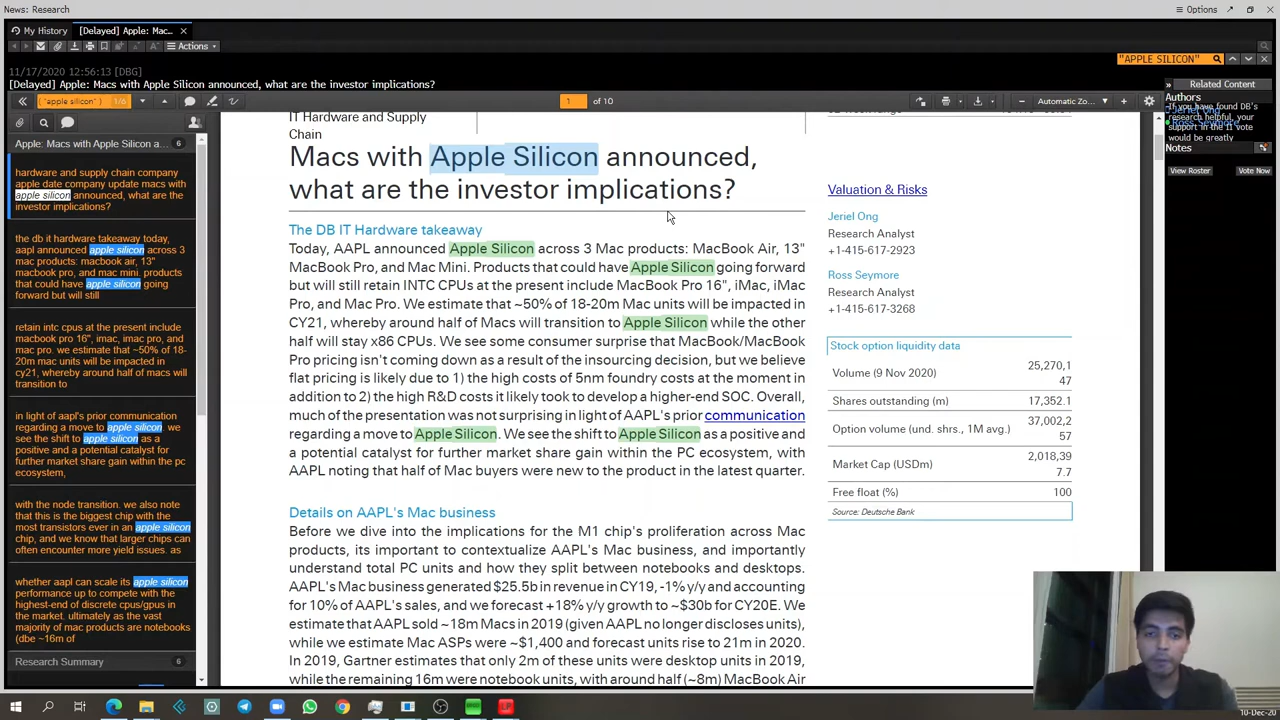 News: Research
Options
My History
[Delayed] Apple: Mac...
Actions
"APPLE SILICON"
11/17/2020 12:56:13 [DBG]
[Delayed] Apple: Macs with Apple Silicon announced, what are the investor implications?
Related Content
("apple silicon")
1/6
1
of 10
Automatic Zo...
Authors
If you have found DB's
research helpful, your
support in the II vote
would be greatly
Notes
View Roster
Vote Now
Apple: Macs with Apple Silicon a...
6
hardware and supply chain company
apple date company update macs with
apple silicon announced, what are the
investor implications?
the db it hardware takeaway today,
aapl announced apple silicon across 3
mac products: macbook air, 13"
macbook pro, and mac mini. products
that could have apple silicon going
forward but will still
retain intc cpus at the present include
macbook pro 16", imac, imac pro, and
mac pro. we estimate that ~50% of 18-
20m mac units will be impacted in
cy21, whereby around half of macs will
transition to
in light of aapl's prior communication
regarding a move to apple silicon. we
see the shift to apple silicon as a
positive and a potential catalyst for
further market share gain within the pc
ecosystem,
with the node transition. we also note
that this is the biggest chip with the
most transistors ever in an apple silicon
chip, and we know that larger chips can
often encounter more yield issues. as
whether aapl can scale its apple silicon
performance up to compete with the
highest-end of discrete cpus/gpus in
the market. ultimately as the vast
majority of mac products are notebooks
(dbe ~16m of
Research Summary
6
IT Hardware and Supply
Chain
Macs with Apple Silicon announced,
what are the investor implications?
The DB IT Hardware takeaway
Today, AAPL announced Apple Silicon across 3 Mac products: MacBook Air, 13"
MacBook Pro, and Mac Mini. Products that could have Apple Silicon going forward
but will still retain INTC CPUs at the present include MacBook Pro 16", iMac, iMac
Pro, and Mac Pro. We estimate that ~50% of 18-20m Mac units will be impacted in
CY21, whereby around half of Macs will transition to Apple Silicon while the other
half will stay x86 CPUs. We see some consumer surprise that MacBook/MacBook
Pro pricing isn't coming down as a result of the insourcing decision, but we believe
flat pricing is likely due to 1) the high costs of 5nm foundry costs at the moment in
addition to 2) the high R&D costs it likely took to develop a higher-end SOC. Overall,
much of the presentation was not surprising in light of AAPL's prior communication
regarding a move to Apple Silicon. We see the shift to Apple Silicon as a positive and
a potential catalyst for further market share gain within the PC ecosystem, with
AAPL noting that half of Mac buyers were new to the product in the latest quarter.
Details on AAPL's Mac business
Before we dive into the implications for the M1 chip's proliferation across Mac
products, its important to contextualize AAPL's Mac business, and importantly
understand total PC units and how they split between notebooks and desktops.
AAPL's Mac business generated $25.5b in revenue in CY19, -1% y/y and accounting
for 10% of AAPL's sales, and we forecast +18% y/y growth to ~$30b for CY20E. We
estimate that AAPL sold ~18m Macs in 2019 (given AAPL no longer discloses units),
while we estimate Mac ASPs were ~$1,400 and forecast units rise to 21m in 2020.
In 2019, Gartner estimates that only 2m of these units were desktop units in 2019,
while the remaining 16m were notebook units, with around half (~8m) MacBook Air
Valuation & Risks
Jeriel Ong
Research Analyst
+1-415-617-2923
Ross Seymore
Research Analyst
+1-415-617-3268
Stock option liquidity data
Volume (9 Nov 2020)
25,270,1
47
Shares outstanding (m)
17,352.1
Option volume (und. shrs., 1M avg.)
37,002,2
57
Market Cap (USDm)
2,018,39
7.7
Free float (%)
100
Source: Deutsche Bank
10-Dec-20